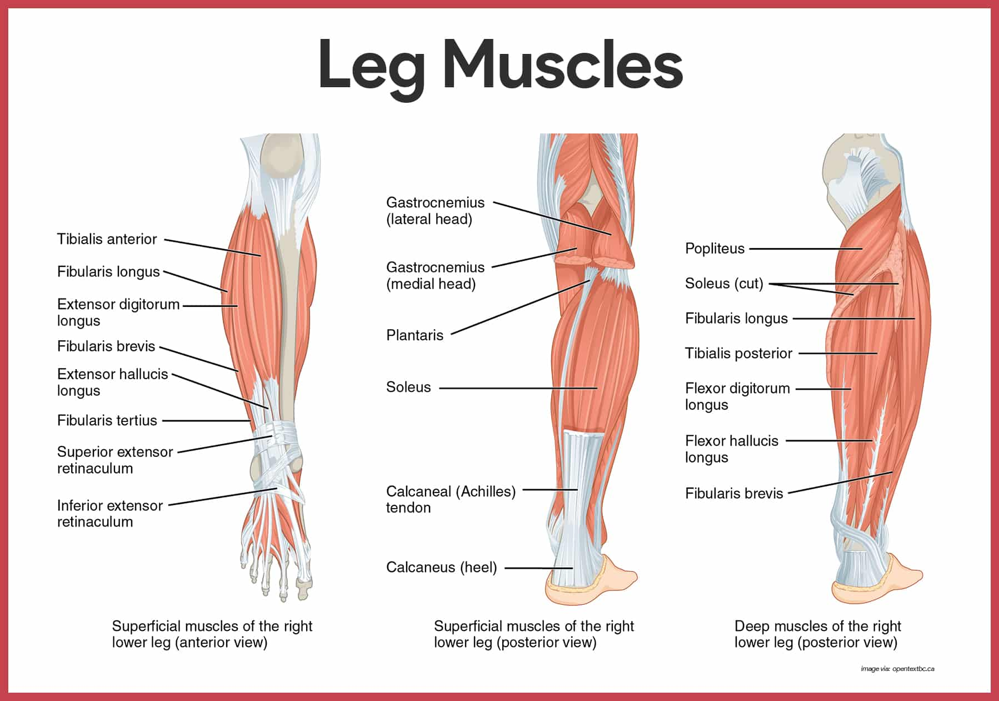 Leg Muscles
Tibialis anterior
Fibularis longus
Extensor digitorum
longus
Fibularis brevis
Extensor hallucis
longus
Fibularis tertius
Superior extensor
retinaculum
Inferior extensor
retinaculum
Superficial muscles of the right
lower leg (anterior view)
Gastrocnemius
(lateral head)
Gastrocnemius
(medial head)
Plantaris
Soleus
Calcaneal (Achilles)
tendon
Calcaneus (heel)
Superficial muscles of the right
lower leg (posterior view)
Popliteus
Soleus (cut)
Fibularis longus
Tibialis posterior
Flexor digitorum
longus
Flexor hallucis
longus
Fibularis brevis
Deep muscles of the right
lower leg (posterior view)
image via: opentextbc.ca